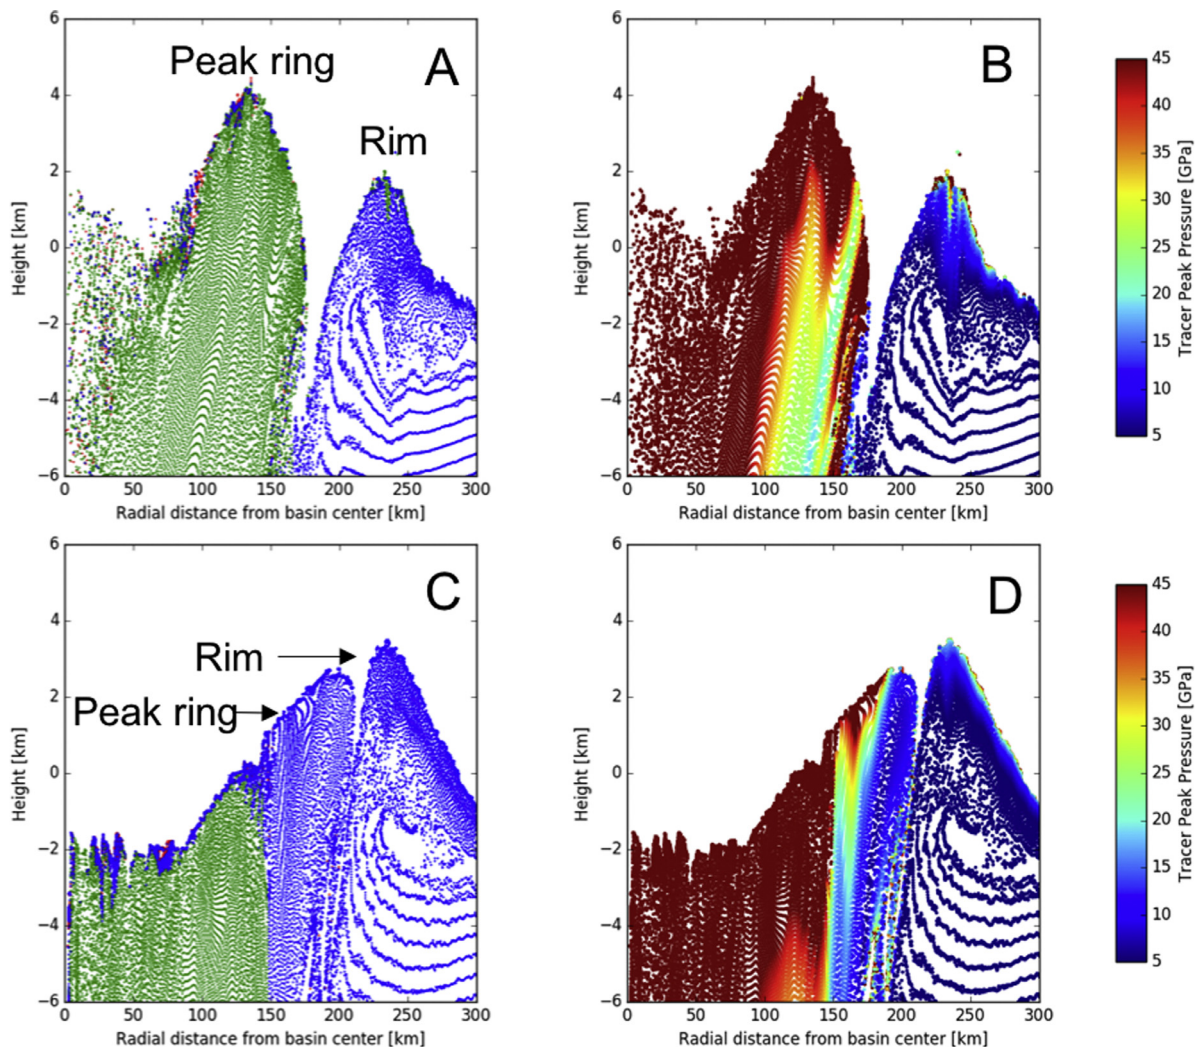 6
4
2
0
−2
−4
−6
Height [km]
0 50 100 150 200 250 300
Radial distance from basin center [km]
Peak ring
Rim
A
6
4
2
0
−2
−4
−6
Height [km]
0 50 100 150 200 250 300
Radial distance from basin center [km]
B
45
40
35
30
25
20
15
10
5
Tracer Peak Pressure [GPa]
6
4
2
0
−2
−4
−6
Height [km]
0 50 100 150 200 250 300
Radial distance from basin center [km]
C
Rim
Peak ring
6
4
2
0
−2
−4
−6
Height [km]
0 50 100 150 200 250 300
Radial distance from basin center [km]
D
45
40
35
30
25
20
15
10
5
Tracer Peak Pressure [GPa]